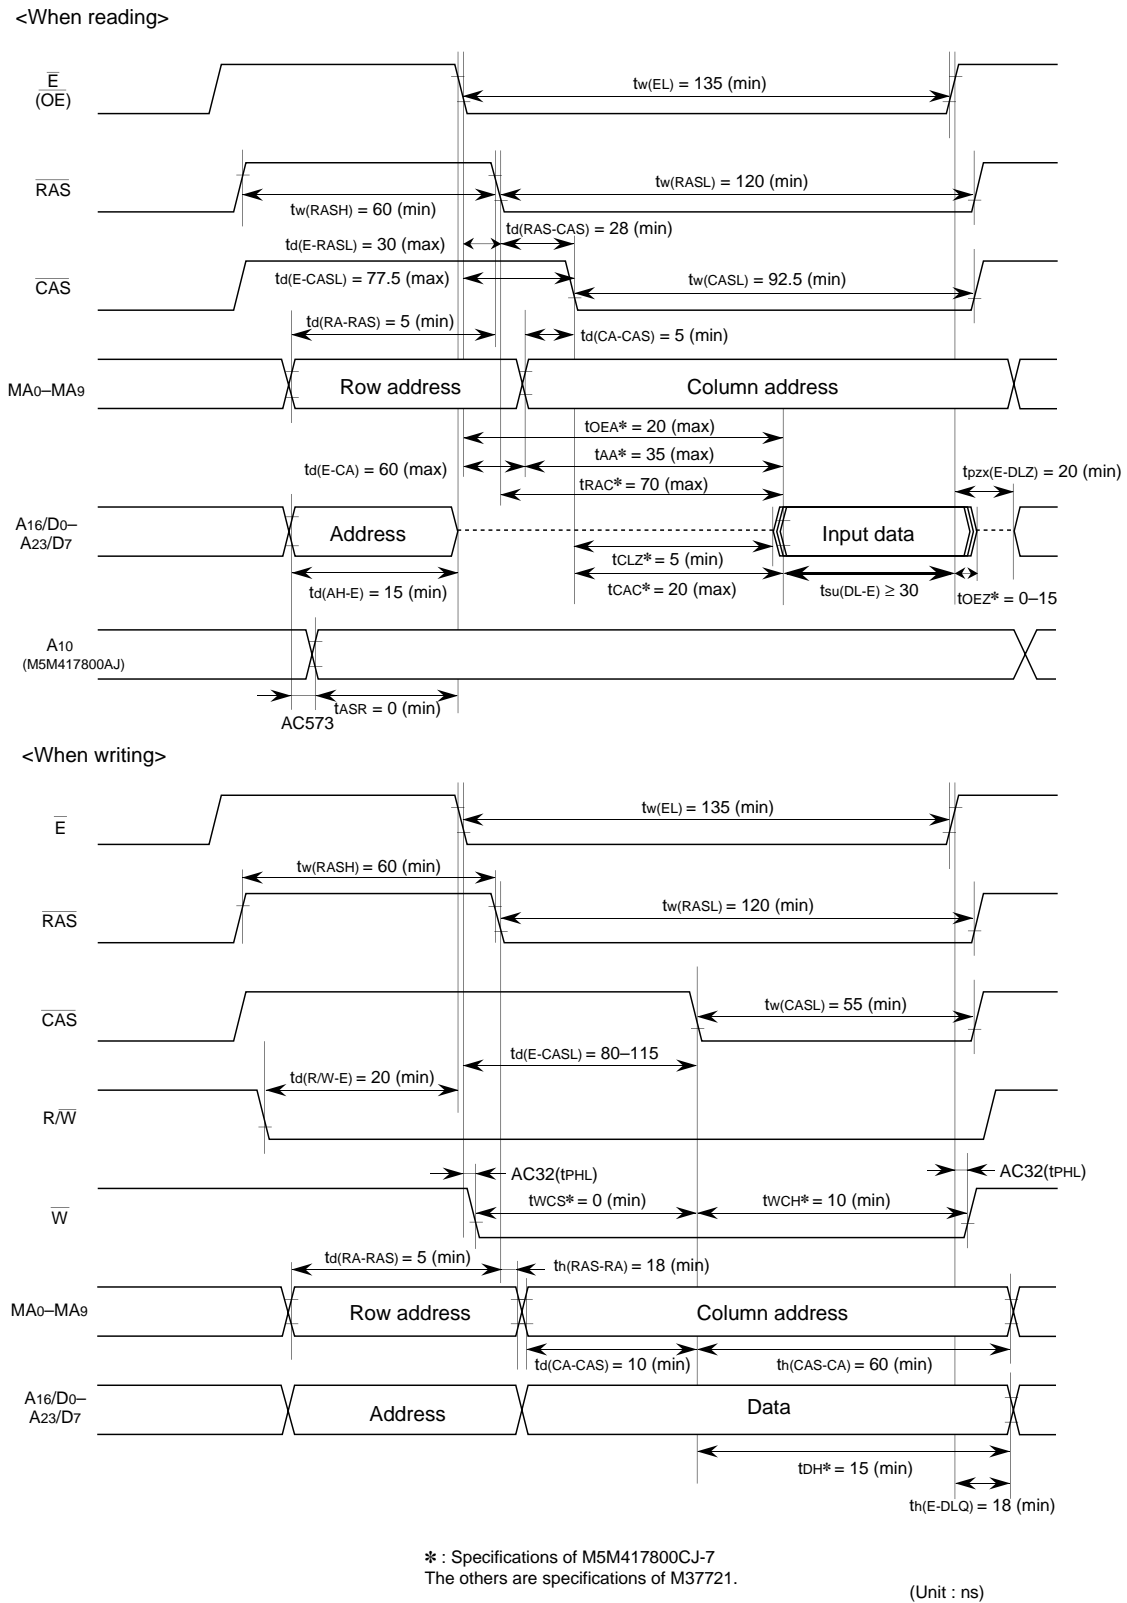 <When reading>
E
(OE)
tw(EL) = 135 (min)
RAS
tw(RASH) = 60 (min)
tw(RASL) = 120 (min)
td(RAS-CAS) = 28 (min)
td(E-RASL) = 30 (max)
CAS
td(E-CASL) = 77.5 (max)
tw(CASL) = 92.5 (min)
td(RA-RAS) = 5 (min)
td(CA-CAS) = 5 (min)
MA0–MA9
Row address
Column address
tOEA* = 20 (max)
td(E-CA) = 60 (max)
tAA* = 35 (max)
tpzx(E-DLZ) = 20 (min)
tRAC* = 70 (max)
A16/D0–
A23/D7
Address
Input data
tCLZ* = 5 (min)
td(AH-E) = 15 (min)
tCAC* = 20 (max)
tsu(DL-E) ≥ 30
tOEZ* = 0–15
A10
(M5M417800AJ)
tASR = 0 (min)
AC573
<When writing>
E
tw(EL) = 135 (min)
tw(RASH) = 60 (min)
RAS
tw(RASL) = 120 (min)
CAS
tw(CASL) = 55 (min)
td(E-CASL) = 80–115
td(R/W-E) = 20 (min)
R/W
AC32(tPHL)
AC32(tPHL)
W
tWCS* = 0 (min)
tWCH* = 10 (min)
td(RA-RAS) = 5 (min)
th(RAS-RA) = 18 (min)
MA0–MA9
Row address
Column address
td(CA-CAS) = 10 (min)
th(CAS-CA) = 60 (min)
A16/D0–
A23/D7
Address
Data
tDH* = 15 (min)
th(E-DLQ) = 18 (min)
* : Specifications of M5M417800CJ-7
The others are specifications of M37721.
(Unit : ns)